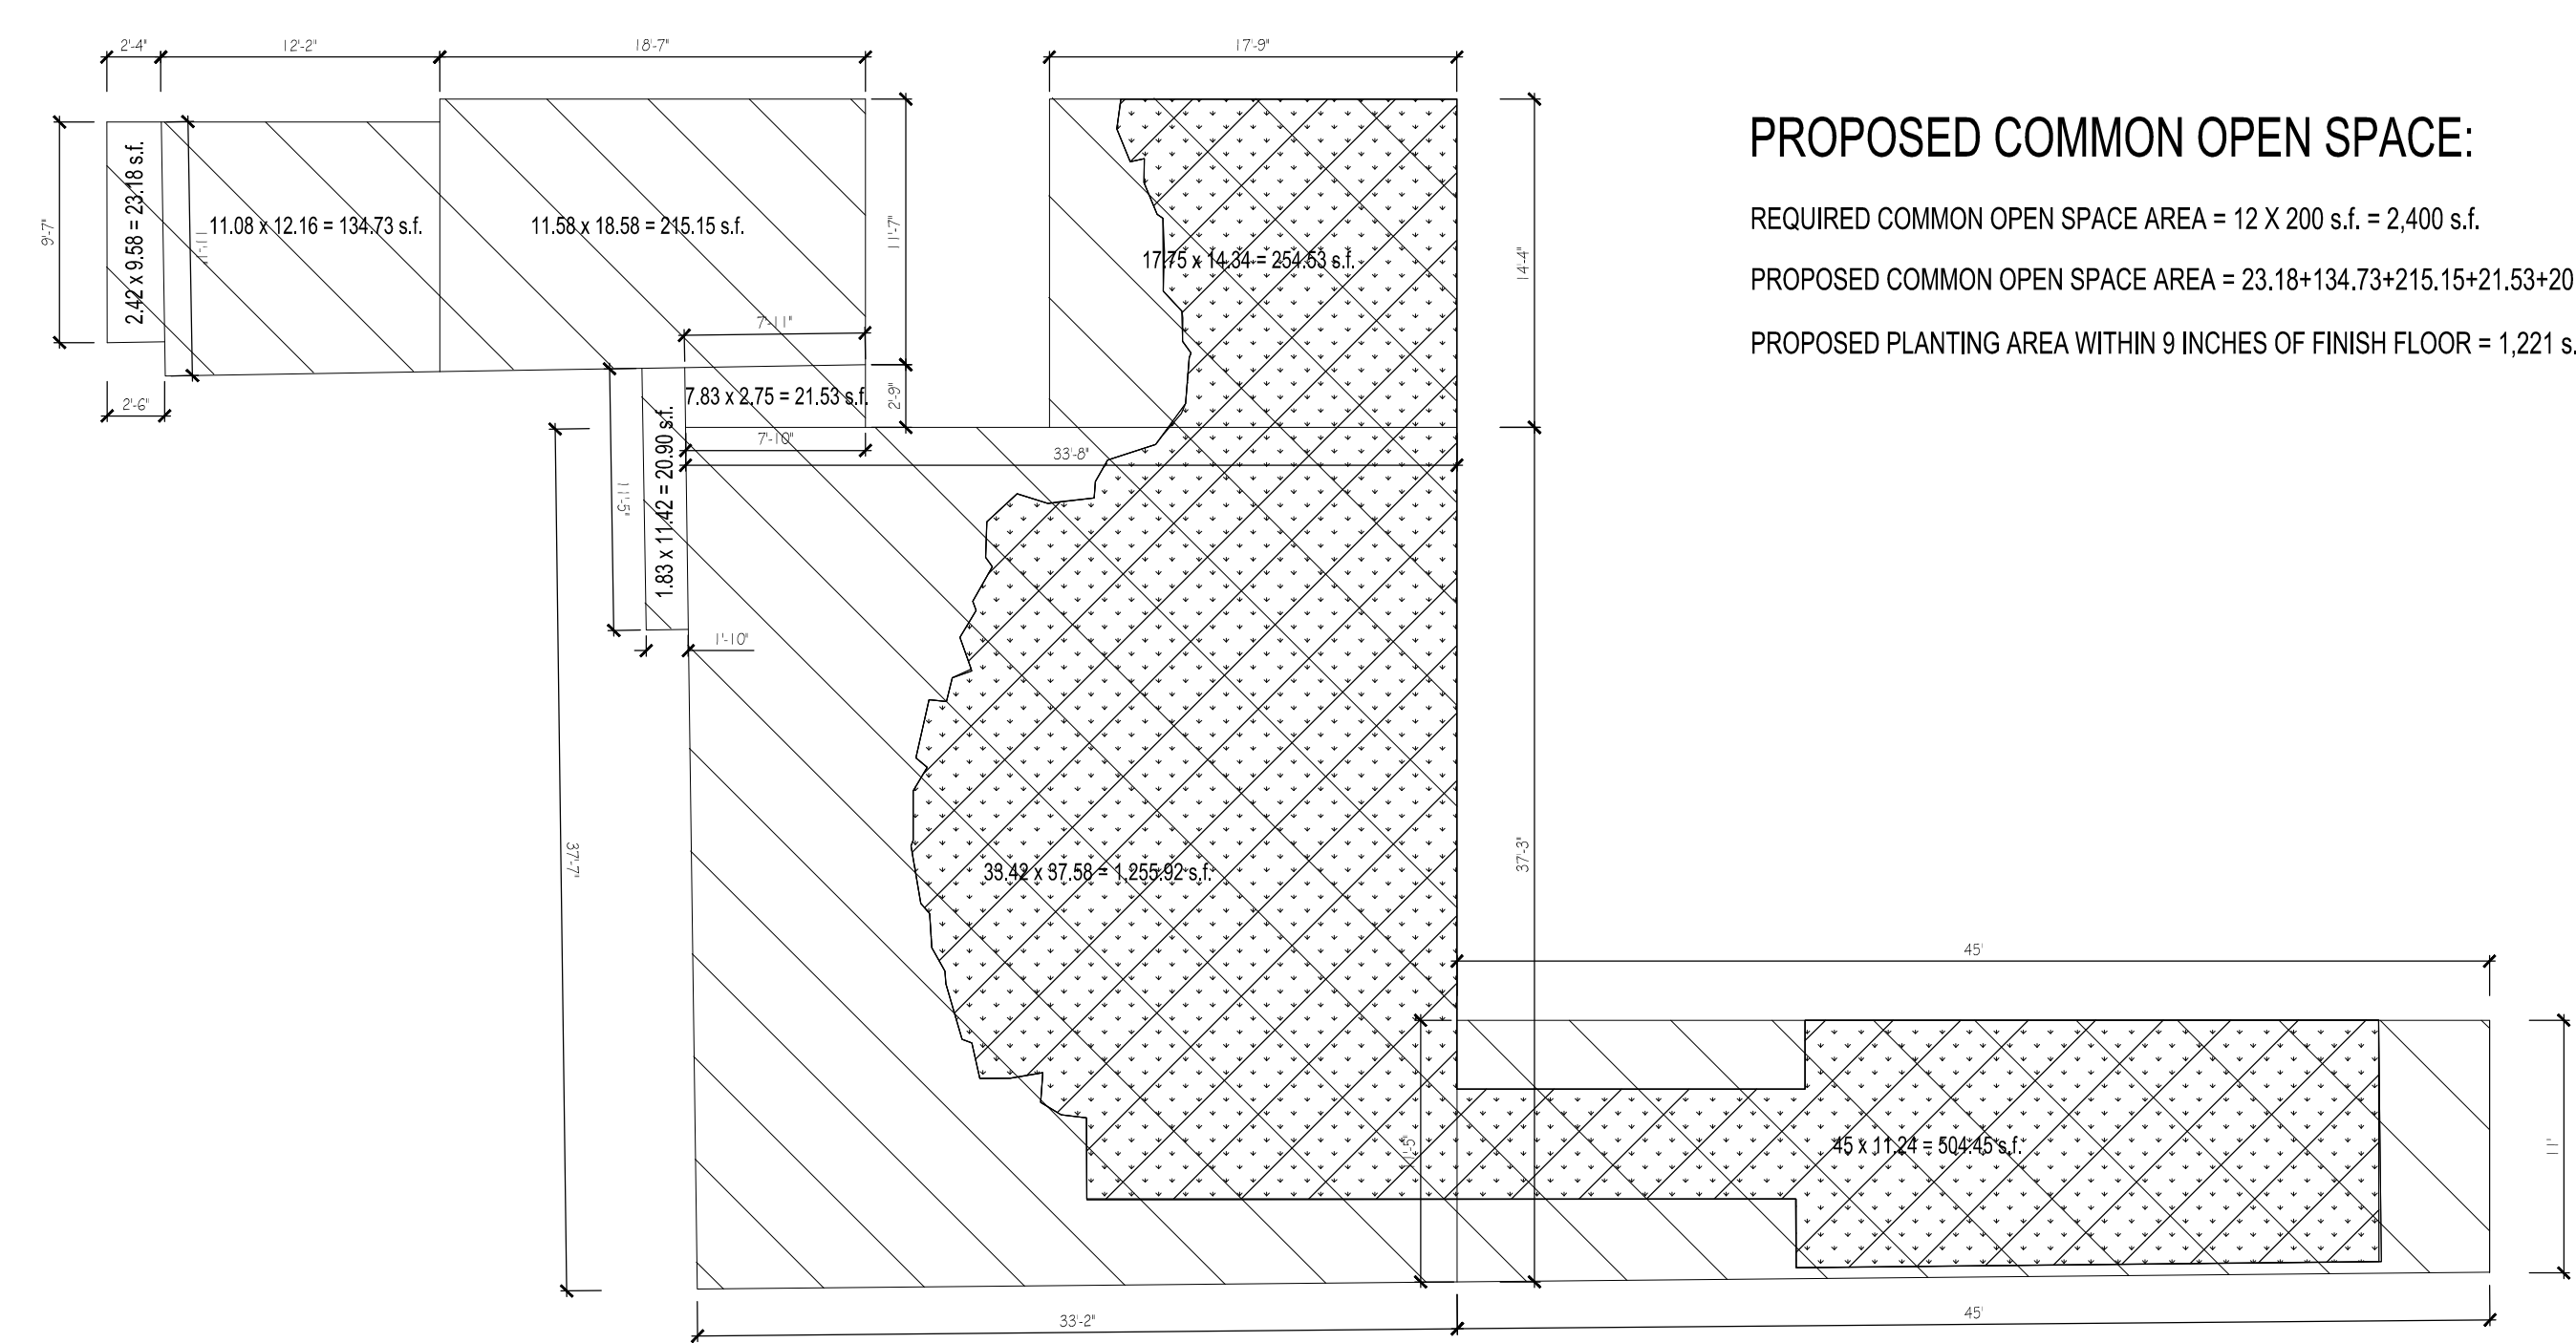 2'-4"
12'-2"
18'-7"
17'-9"
PROPOSED COMMON OPEN SPACE:
REQUIRED COMMON OPEN SPACE AREA = 12 X 200 s.f. = 2,400 s.f.
PROPOSED COMMON OPEN SPACE AREA = 23.18+134.73+215.15+21.53+20
PROPOSED PLANTING AREA WITHIN 9 INCHES OF FINISH FLOOR = 1,221 s.
9'-7"
2.42 x 9.58 = 23.18 s.f.
11'-1"
11.08 x 12.16 = 134.73 s.f.
11.58 x 18.58 = 215.15 s.f.
11'-7"
17.75 x 14.34 = 254.53 s.f.
14'-4"
7'-11"
2'-6"
7.83 x 2.75 = 21.53 s.f.
2'-9"
7'-10"
33'-8"
11'-5"
1.83 x 11.42 = 20.90 s.f.
1'-10"
37'-7"
33.42 x 37.58 = 1,255.92 s.f.
37'-3"
45'
45 x 11.24 = 504.45 s.f.
11'
33'-2"
45'